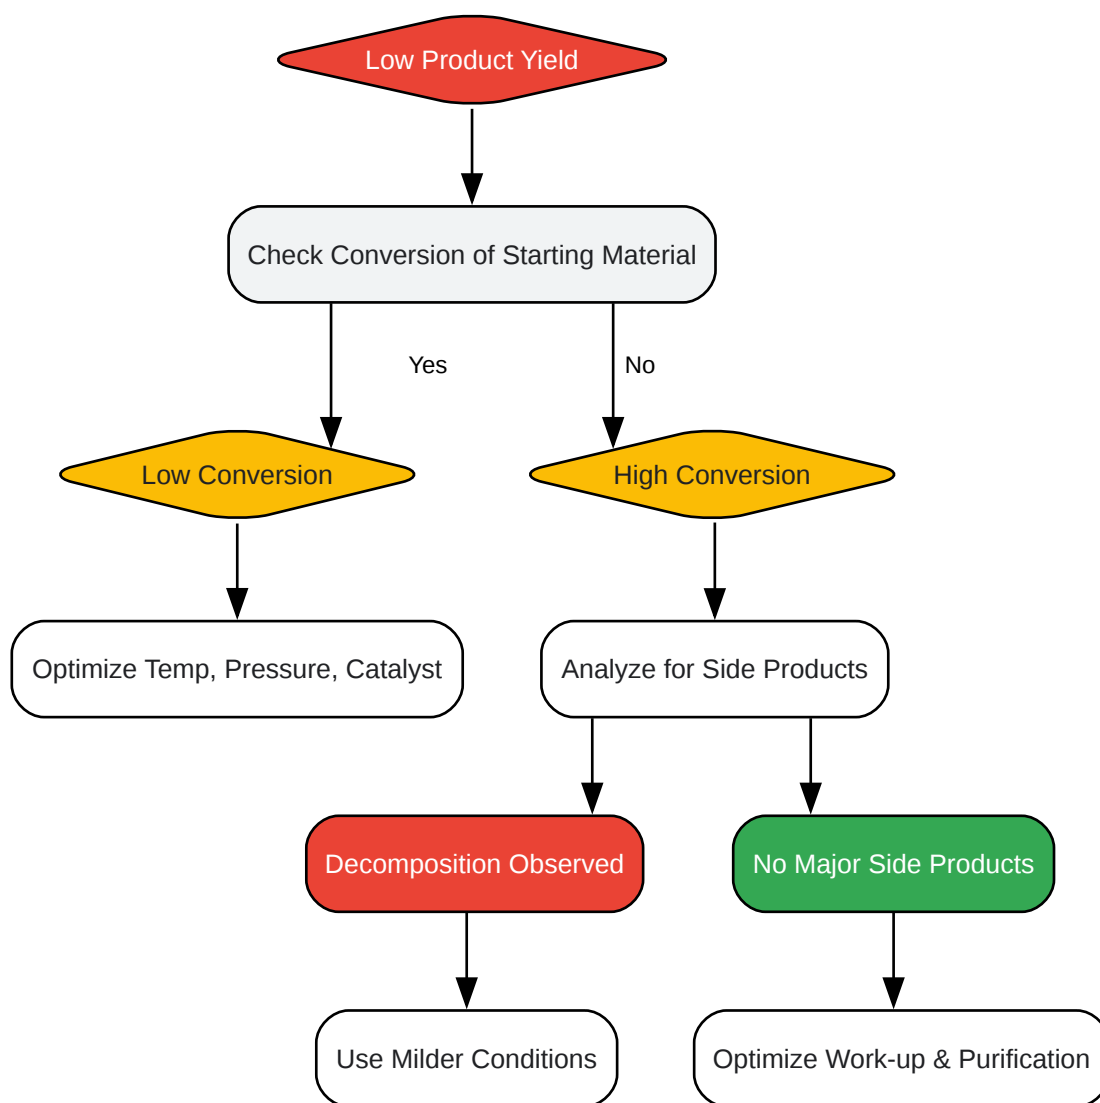 Low Product Yield
Check Conversion of Starting Material
Yes
No
Low Conversion
High Conversion
Optimize Temp, Pressure, Catalyst
Analyze for Side Products
Decomposition Observed
No Major Side Products
Use Milder Conditions
Optimize Work-up & Purification